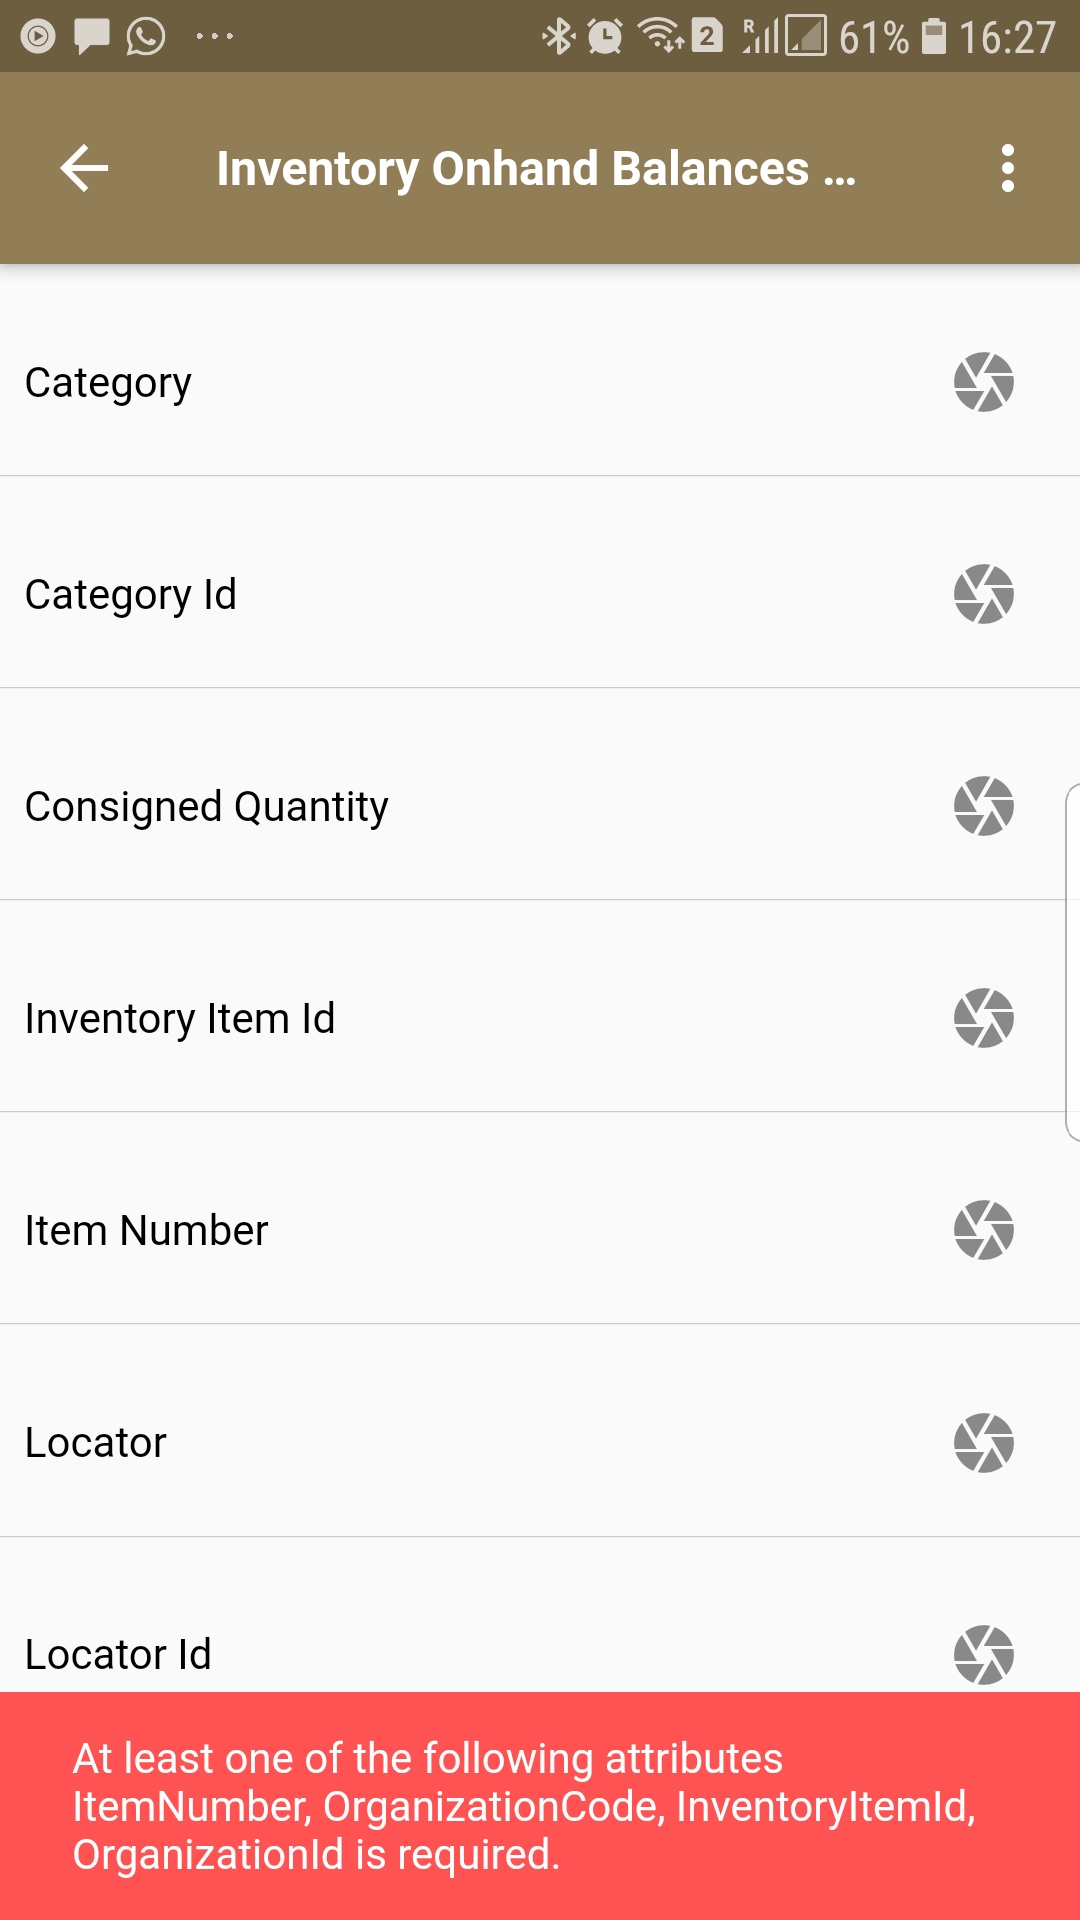 2 R 61% 16:27
Inventory Onhand Balances ...
Category
Category Id
Consigned Quantity
Inventory Item Id
Item Number
Locator
Locator Id
At least one of the following attributes
ItemNumber, OrganizationCode, InventoryItemId,
OrganizationId is required.